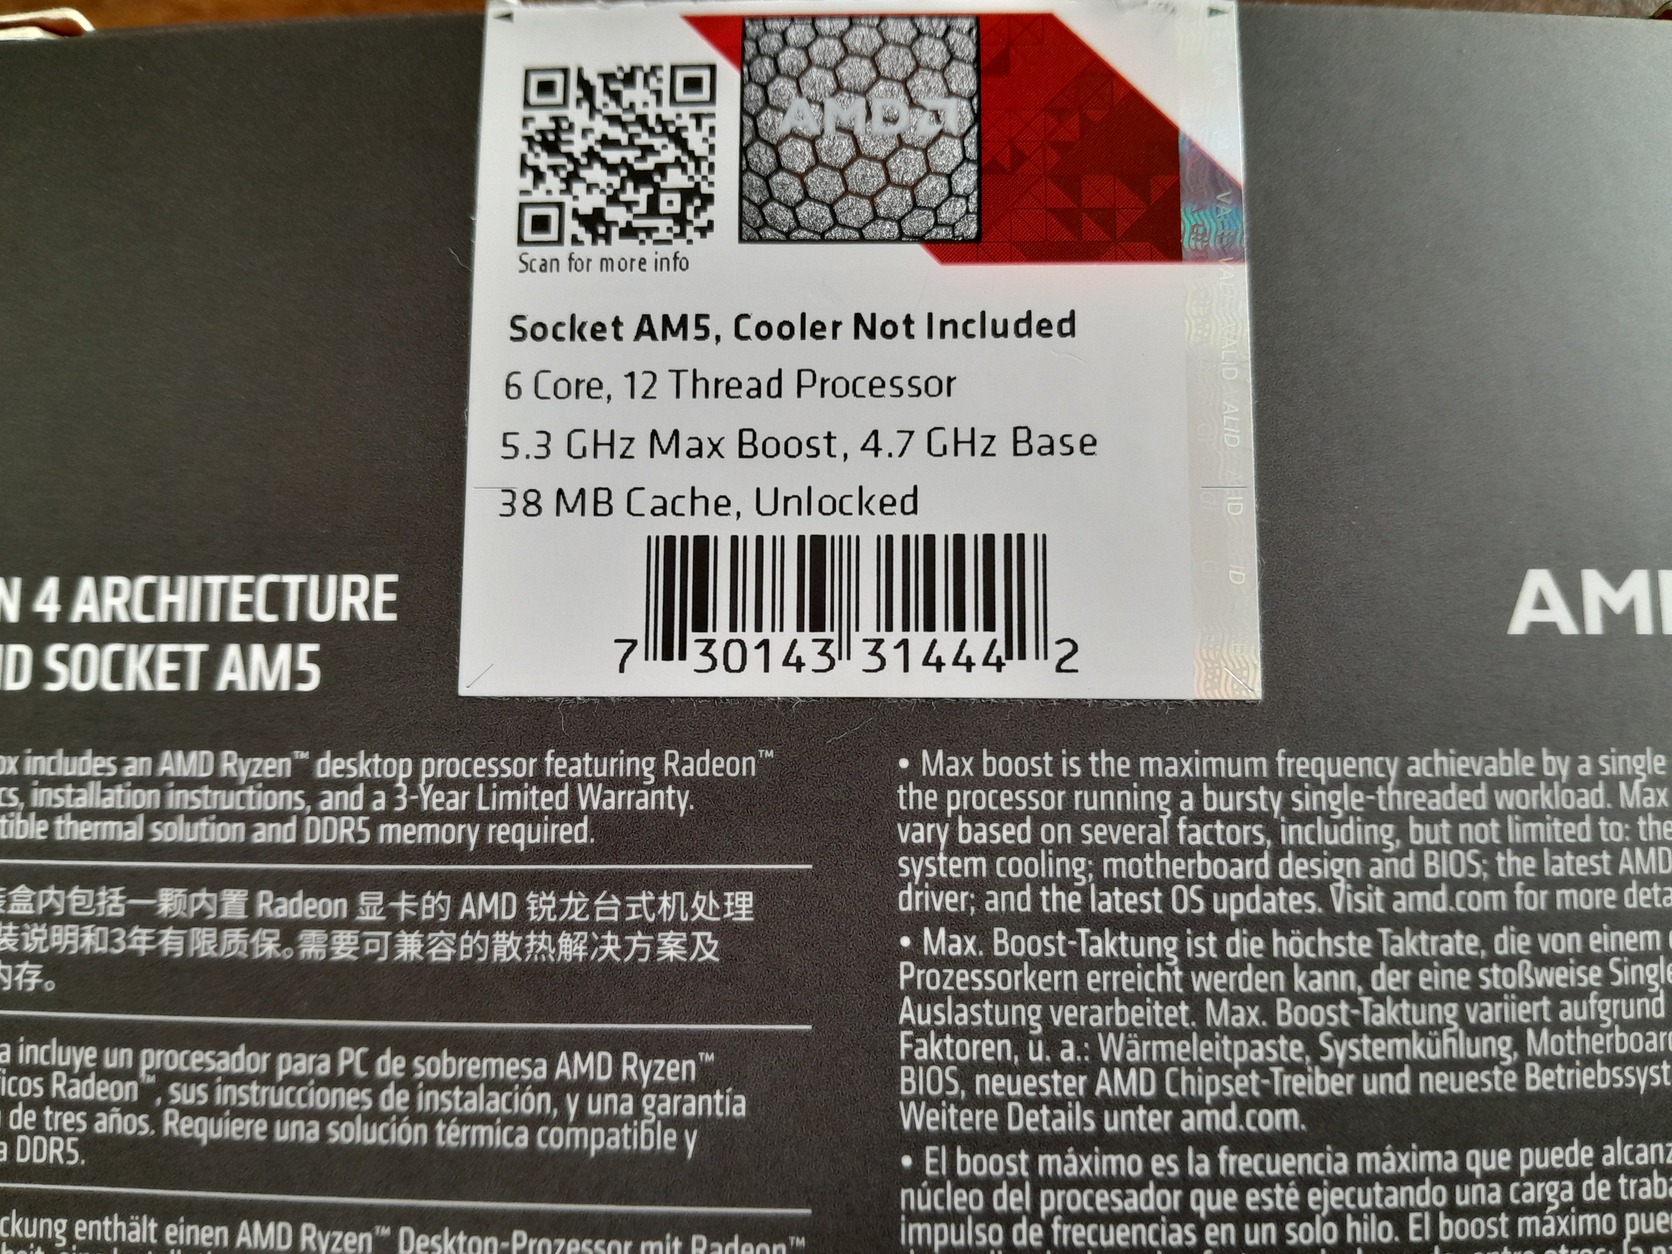 AMD
Scan for more info
Socket AM5, Cooler Not Included
6 Core, 12 Thread Processor
5.3 GHz Max Boost, 4.7 GHz Base
38 MB Cache, Unlocked
7 30143 31444 2
VALID VALID VALID
N 4 ARCHITECTURE
ND SOCKET AM5
AM
ox includes an AMD Ryzen™ desktop processor featuring Radeon™
cs, installation instructions, and a 3-Year Limited Warranty.
tible thermal solution and DDR5 memory required.
装盒内包括一颗内置 Radeon 显卡的 AMD 锐龙台式机处理
装说明和3年有限质保。需要可兼容的散热解决方案及
内存。
a incluye un procesador para PC de sobremesa AMD Ryzen™
icos Radeon™, sus instrucciones de instalación, y una garantía
de tres años. Requiere una solución térmica compatible y
a DDR5.
ckung enthält einen AMD Ryzen™ Desktop-Prozessor mit Radeon™
• Max boost is the maximum frequency achievable by a single
the processor running a bursty single-threaded workload. Max
vary based on several factors, including, but not limited to: the
system cooling; motherboard design and BIOS; the latest AMD
driver; and the latest OS updates. Visit amd.com for more deta
• Max. Boost-Taktung ist die höchste Taktrate, die von einem
Prozessorkern erreicht werden kann, der eine stoßweise Single
Auslastung verarbeitet. Max. Boost-Taktung variiert aufgrund
Faktoren, u. a.: Wärmeleitpaste, Systemkühlung, Motherboard
BIOS, neuester AMD Chipset-Treiber und neueste Betriebssyst
Weitere Details unter amd.com.
• El boost máximo es la frecuencia máxima que puede alcanz
núcleo del procesador que esté ejecutando una carga de traba
impulso de frecuencias en un solo hilo. El boost máximo pue